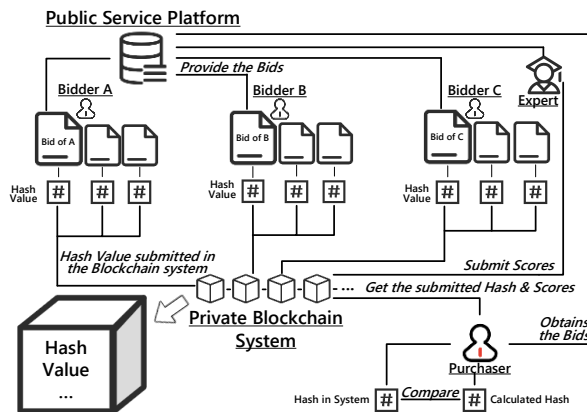 Public Service Platform
Provide the Bids
Bidder A
Bidder B
Bidder C
Expert
Bid of A
Bid of B
Bid of C
Hash
Value
#
#
#
Hash
Value
#
#
#
Hash
Value
#
#
#
Hash Value submitted in
the Blockchain system
Submit Scores
...
Get the submitted Hash & Scores
Private Blockchain
System
Hash
Value
...
Obtains
the Bids
Purchaser
Hash in System
#
Compare
#
Calculated Hash